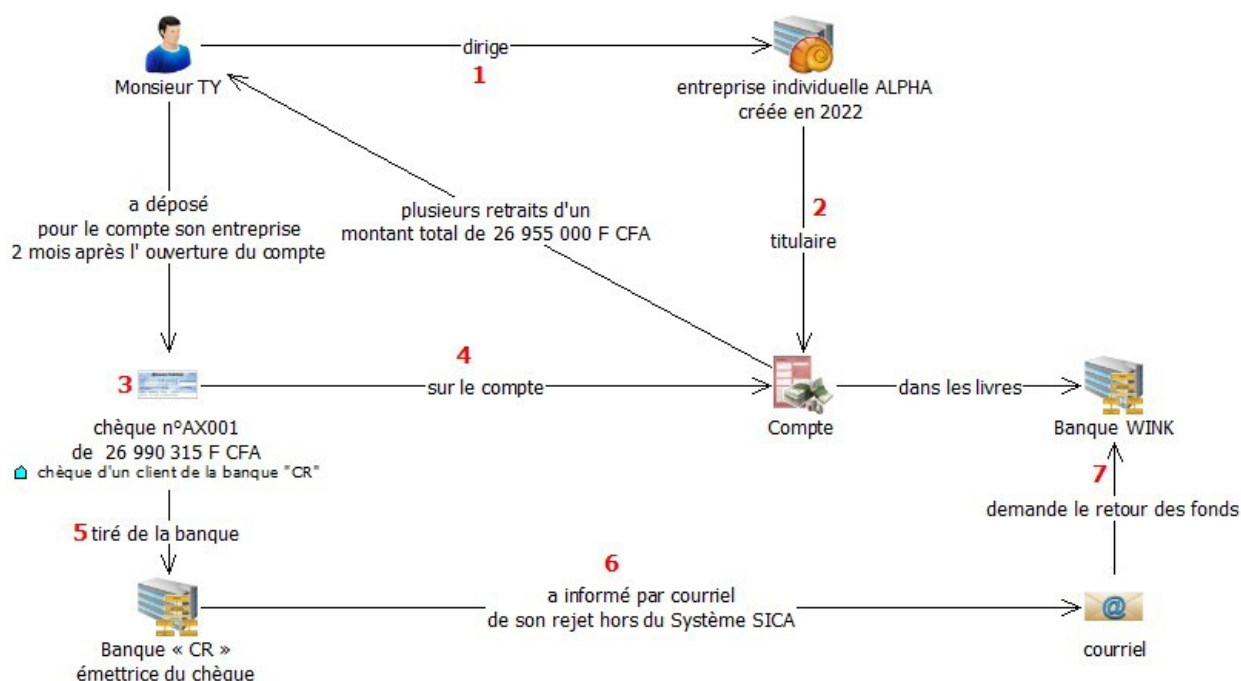 dirige
1
Monsieur TY
entreprise individuelle ALPHA
créée en 2022
a déposé
pour le compte son entreprise
2 mois après l' ouverture du compte
plusieurs retraits d'un
montant total de 26 955 000 F CFA
2
titulaire
3
4
sur le compte
dans les livres
chèque n°AX001
de 26 990 315 F CFA
chèque d'un client de la banque "CR"
Compte
Banque WINK
7
demande le retour des fonds
5 tiré de la banque
6
a informé par courriel
de son rejet hors du Système SICA
Banque « CR »
émettrice du chèque
@
courriel